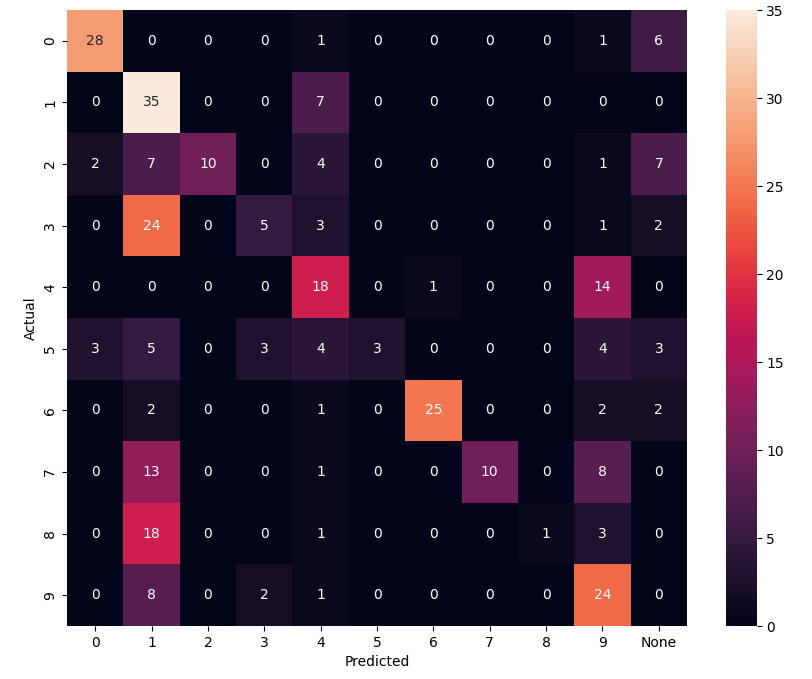 0 28 0 0 0 1 0 0 0 0 1 6
1 0 35 0 0 7 0 0 0 0 0 0
2 2 7 10 0 4 0 0 0 0 1 7
3 0 24 0 5 3 0 0 0 0 1 2
4 0 0 0 0 18 0 1 0 0 14 0
5 3 5 0 3 4 3 0 0 0 4 3
6 0 2 0 0 1 0 25 0 0 2 2
7 0 13 0 0 1 0 0 10 0 8 0
8 0 18 0 0 1 0 0 0 1 3 0
9 0 8 0 2 1 0 0 0 0 24 0
0 1 2 3 4 5 6 7 8 9 None
Predicted
Actual
35
30
25
20
15
10
5
0